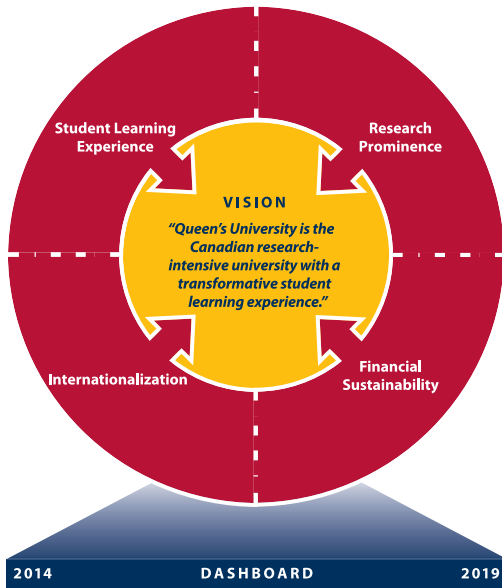 Student Learning
Experience
Research
Prominence
VISION
“Queen’s University is the
Canadian research-
intensive university with a
transformative student
learning experience.”
Internationalization
Financial
Sustainability
2014 DASHBOARD 2019